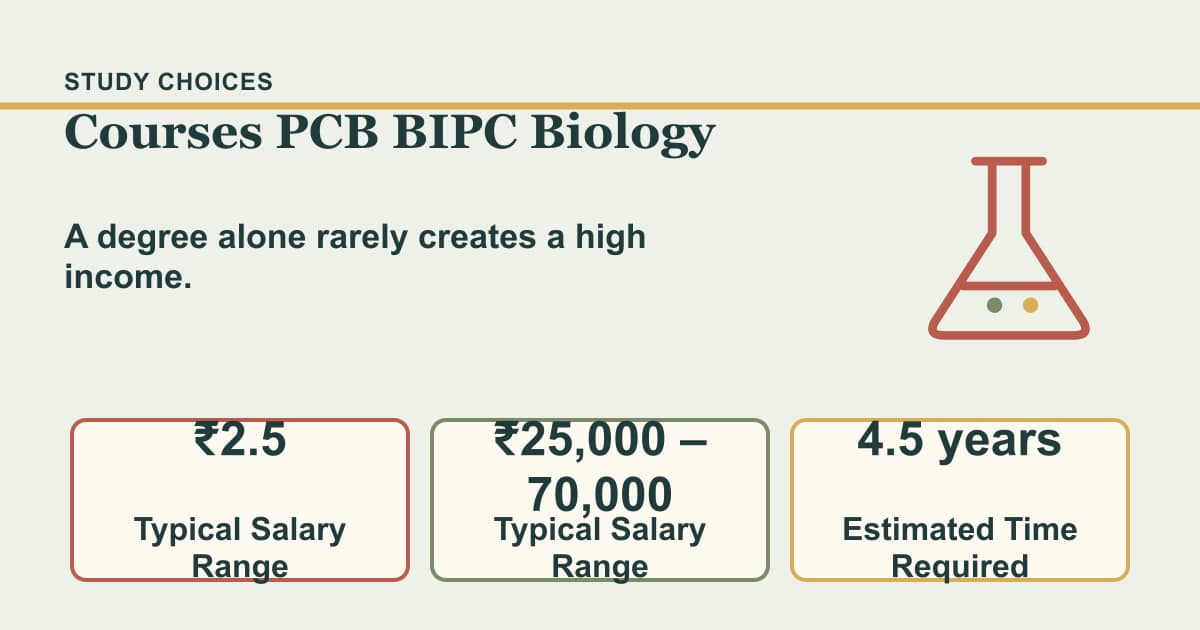 STUDY CHOICES
Courses PCB BIPC Biology
A degree alone rarely creates a high
income.
₹2.5
Typical Salary
Range
₹25,000 –
70,000
Typical Salary
Range
4.5 years
Estimated Time
Required